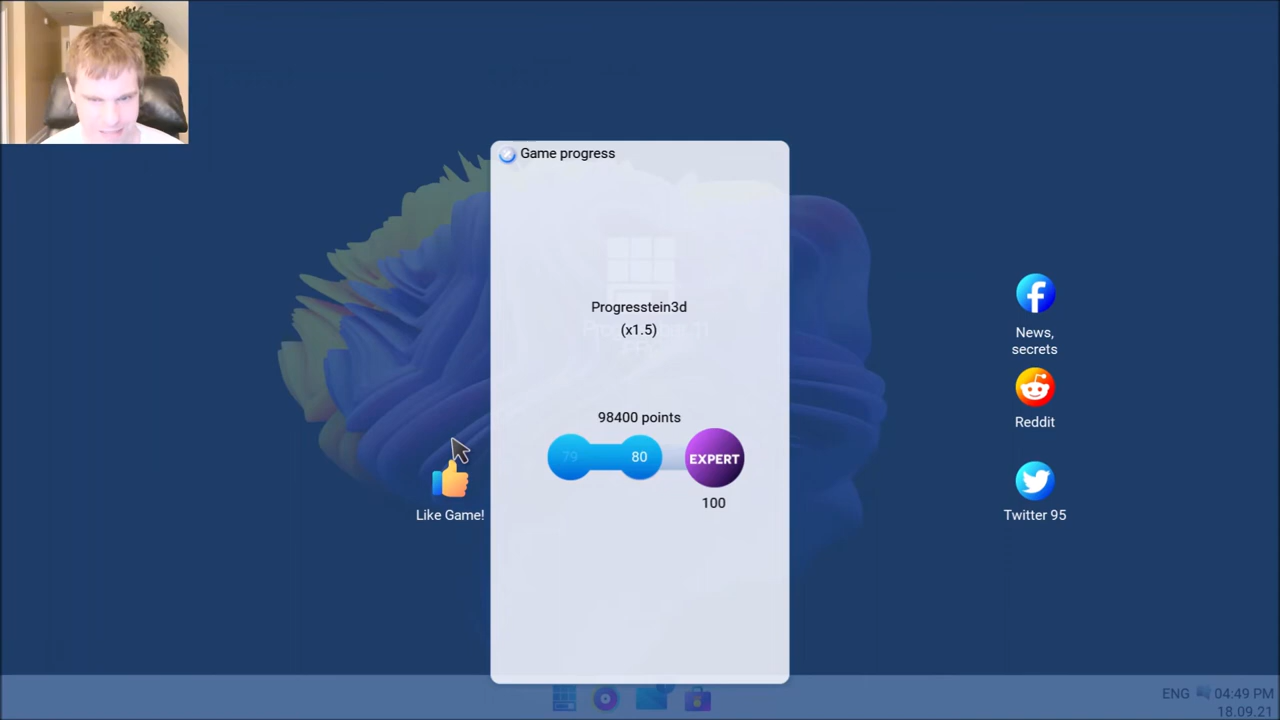 Game progress
Progresstein3d
(x1.5)
98400 points
79
80
EXPERT
100
Like Game!
News,
secrets
Reddit
Twitter 95
ENG
04:49 PM
18.09.21